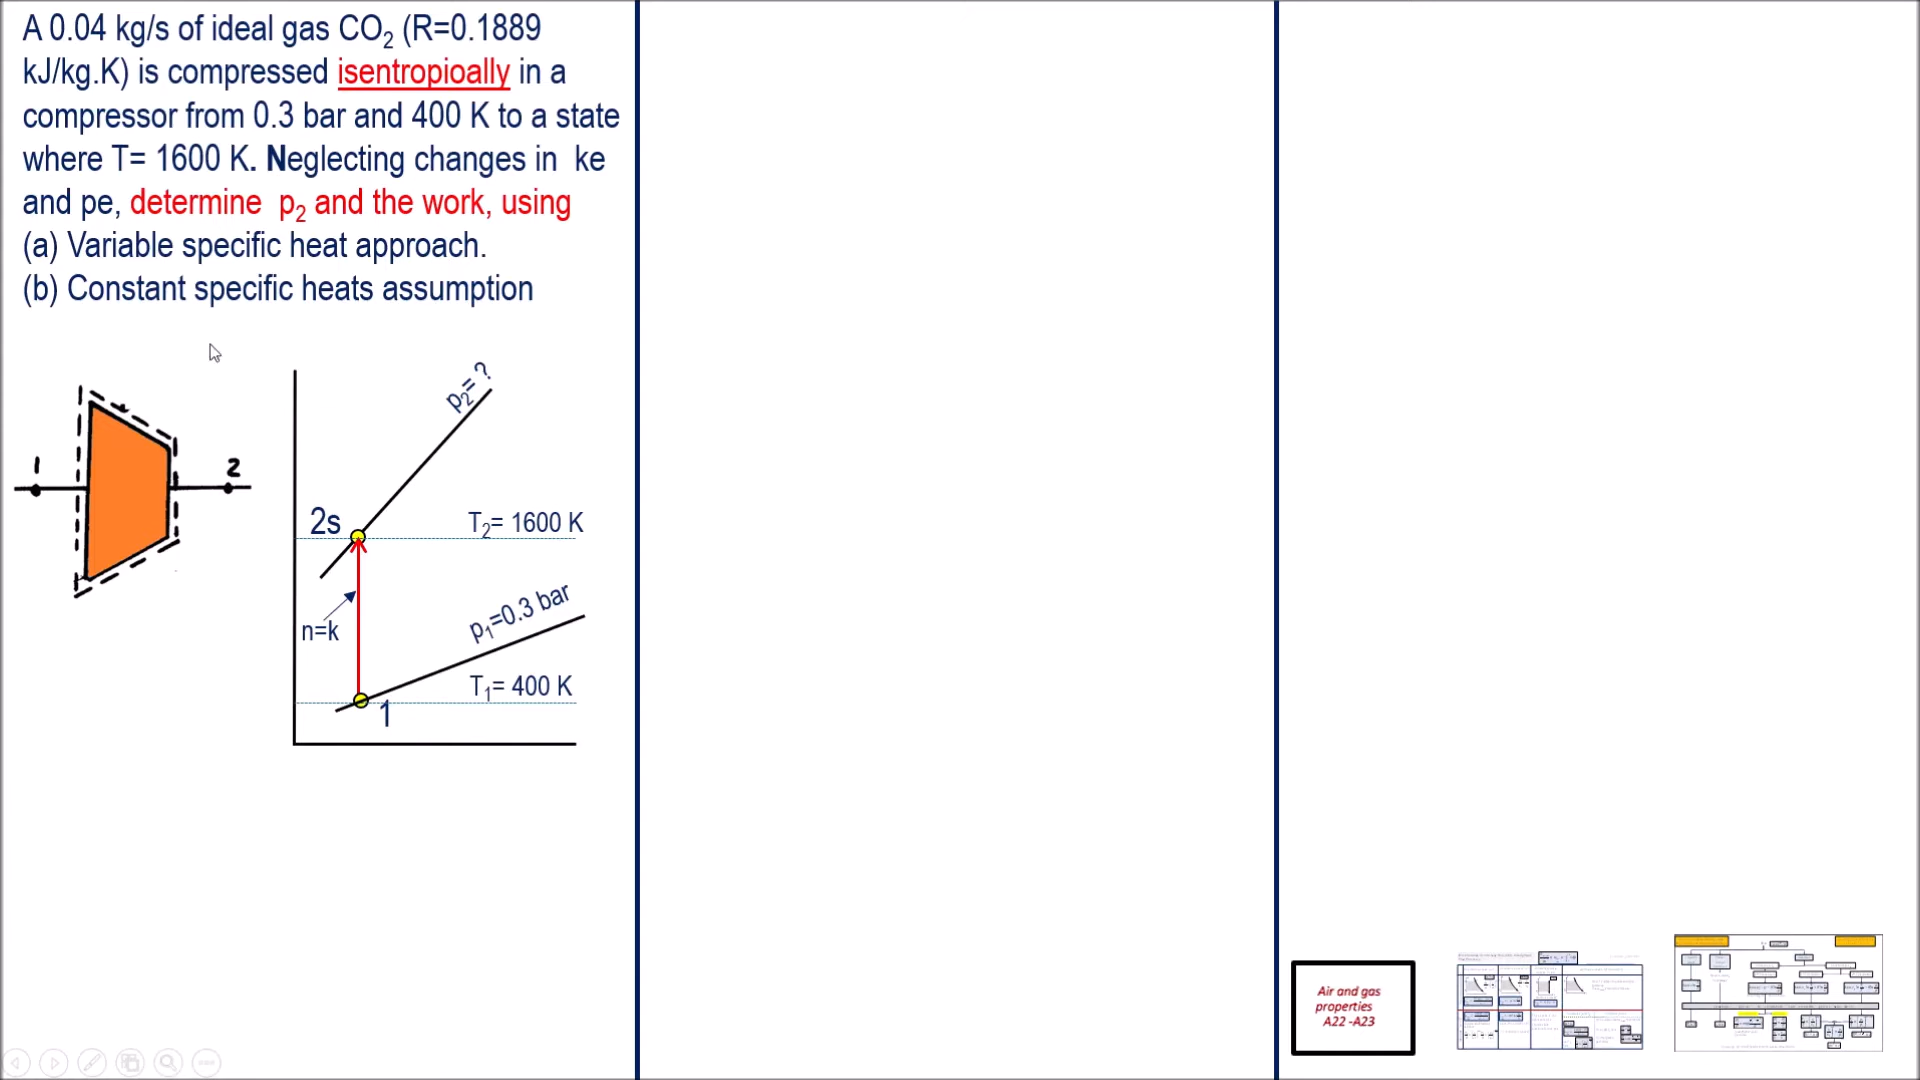 A 0.04 kg/s of ideal gas CO2 (R=0.1889
kJ/kg.K) is compressed isentropioally in a
compressor from 0.3 bar and 400 K to a state
where T= 1600 K. Neglecting changes in ke
and pe, determine p2 and the work, using
(a) Variable specific heat approach.
(b) Constant specific heats assumption
1
2
p2= ?
2s
T2= 1600 K
n=k
p1=0.3 bar
T1= 400 K
1
Air and gas
properties
A22 -A23